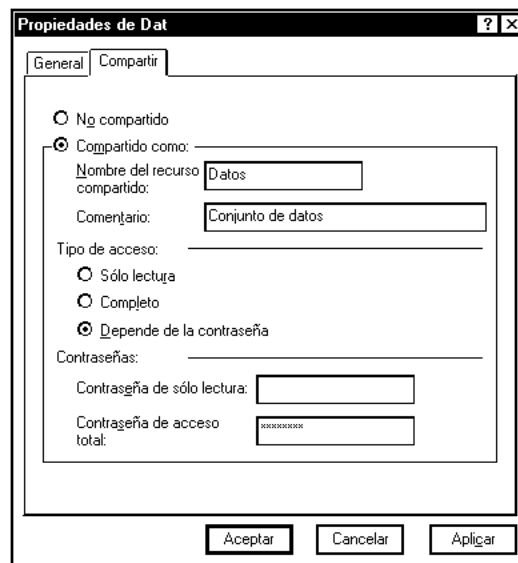 Propiedades de Dat
General
Compartir
No compartido
Compartido como:
Nombre del recurso
compartido:
Datos
Comentario:
Conjunto de datos
Tipo de acceso:
Sólo lectura
Completo
Depende de la contraseña
Contraseñas:
Contraseña de sólo lectura:
Contraseña de acceso
total:
xxxxxxxx
Aceptar
Cancelar
Aplicar